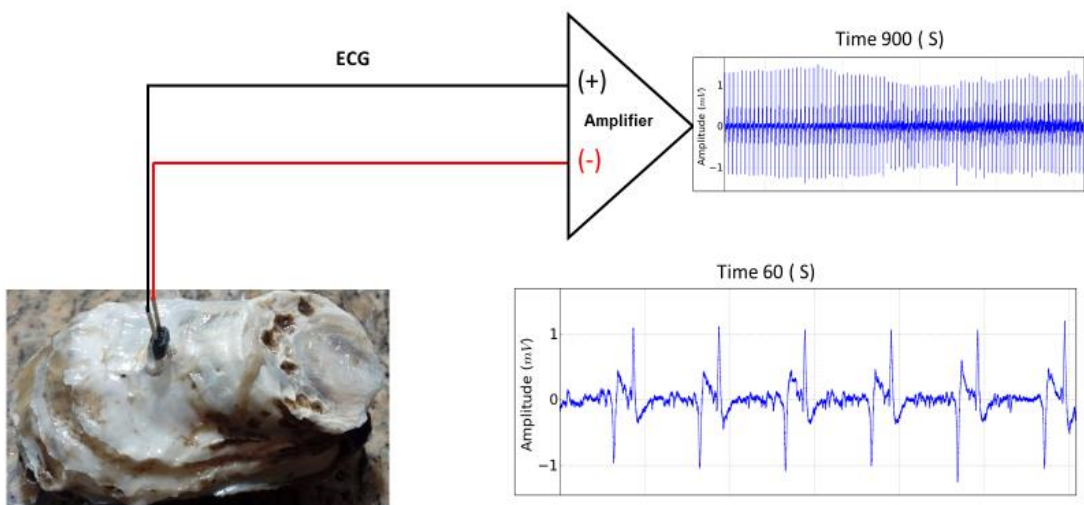 ECG
(+)
Amplifier
(-)
Time 900 ( S)
Amplitude (mV)
1
0
−1
Time 60 ( S)
Amplitude (mV)
1
0
−1